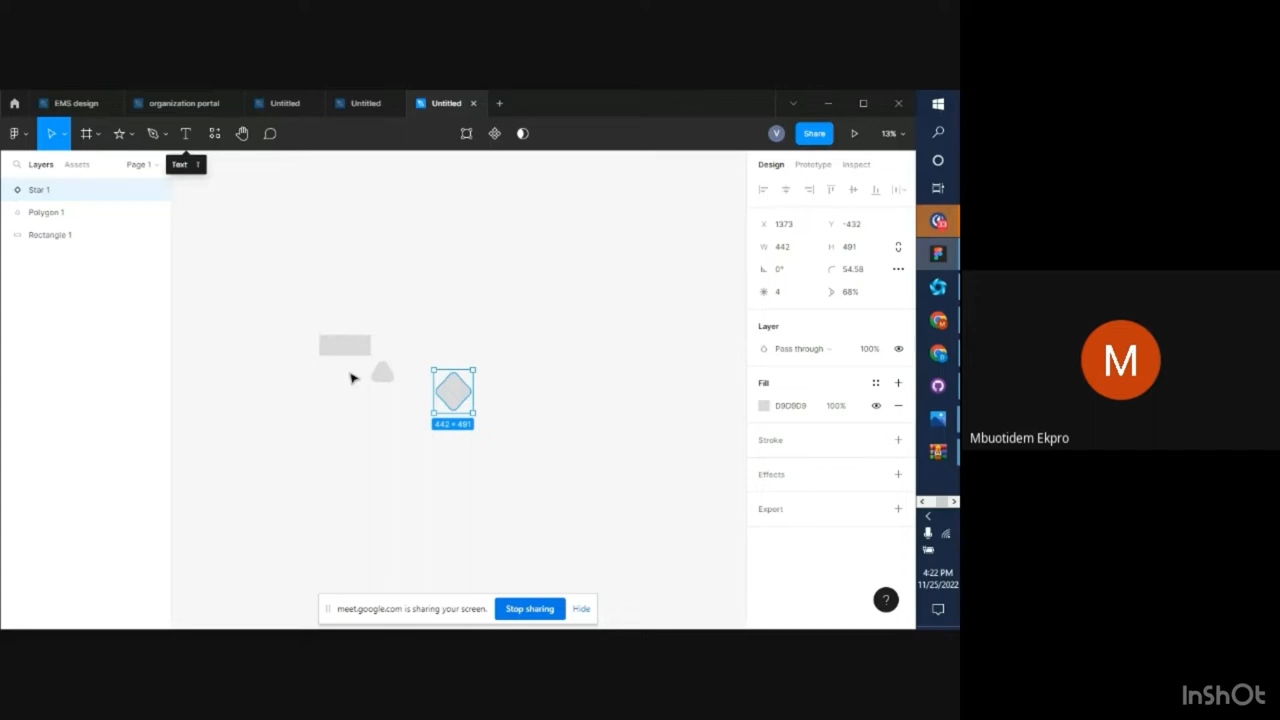 EMS design
organization portal
Untitled
Untitled
Untitled
Share
13%
Layers
Assets
Page 1
Text T
Design
Prototype
Inspect
Star 1
Polygon 1
Rectangle 1
X 1373
Y -432
W 442
H 491
0°
54.58
4
68%
Layer
Pass through
100%
Fill
D9D9D9
100%
Stroke
Effects
Export
442 × 491
meet.google.com is sharing your screen.
Stop sharing
Hide
?
V
33
4:22 PM
11/25/2022
M
Mbuotidem Ekpro
InShOt